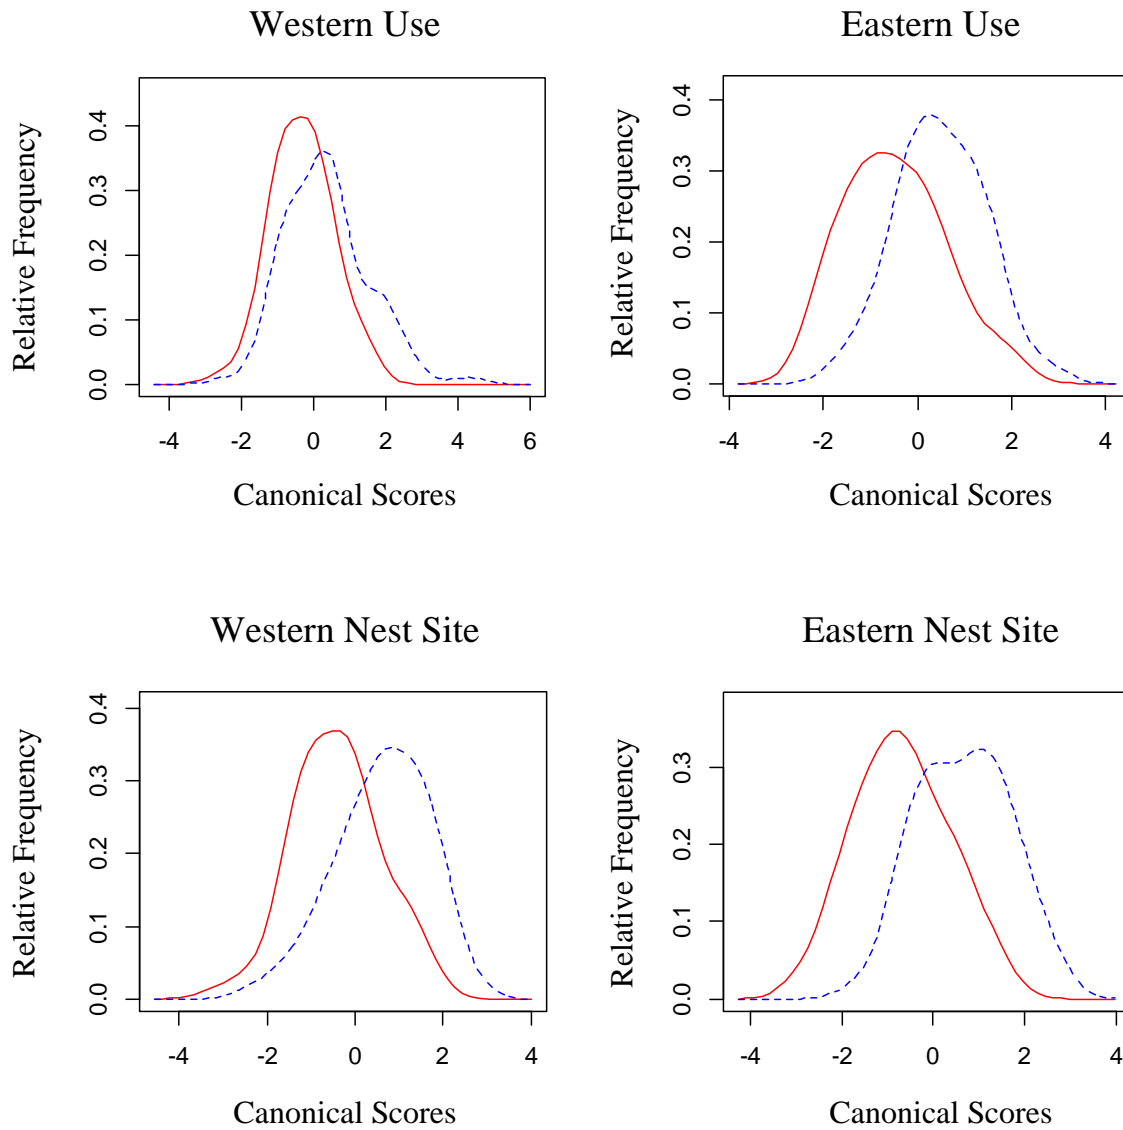 Western Use
Eastern Use
Relative Frequency
0.0 0.1 0.2 0.3 0.4
-4 -2 0 2 4 6
Canonical Scores
Relative Frequency
0.0 0.1 0.2 0.3 0.4
-4 -2 0 2 4
Canonical Scores
Western Nest Site
Eastern Nest Site
Relative Frequency
0.0 0.1 0.2 0.3 0.4
-4 -2 0 2 4
Canonical Scores
Relative Frequency
0.0 0.1 0.2 0.3
-4 -2 0 2 4
Canonical Scores